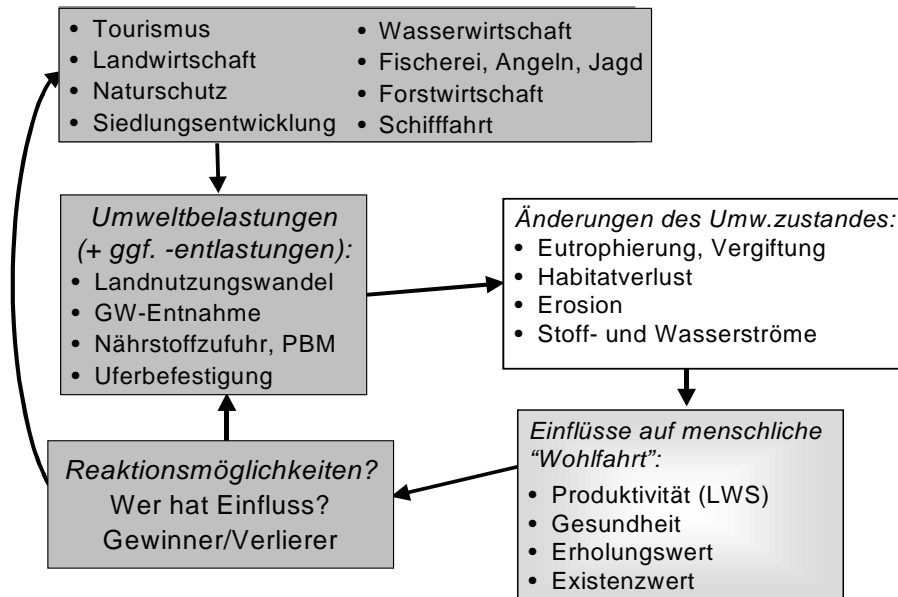 • Tourismus
• Landwirtschaft
• Naturschutz
• Siedlungsentwicklung
• Wasserwirtschaft
• Fischerei, Angeln, Jagd
• Forstwirtschaft
• Schifffahrt
Umweltbelastungen
(+ ggf. -entlastungen):
• Landnutzungswandel
• GW-Entnahme
• Nährstoffzufuhr, PBM
• Uferbefestigung
Änderungen des Umw.zustandes:
• Eutrophierung, Vergiftung
• Habitatverlust
• Erosion
• Stoff- und Wasserströme
Einflüsse auf menschliche
“Wohlfahrt”:
• Produktivität (LWS)
• Gesundheit
• Erholungswert
• Existenzwert
Reaktionsmöglichkeiten?
Wer hat Einfluss?
Gewinner/Verlierer